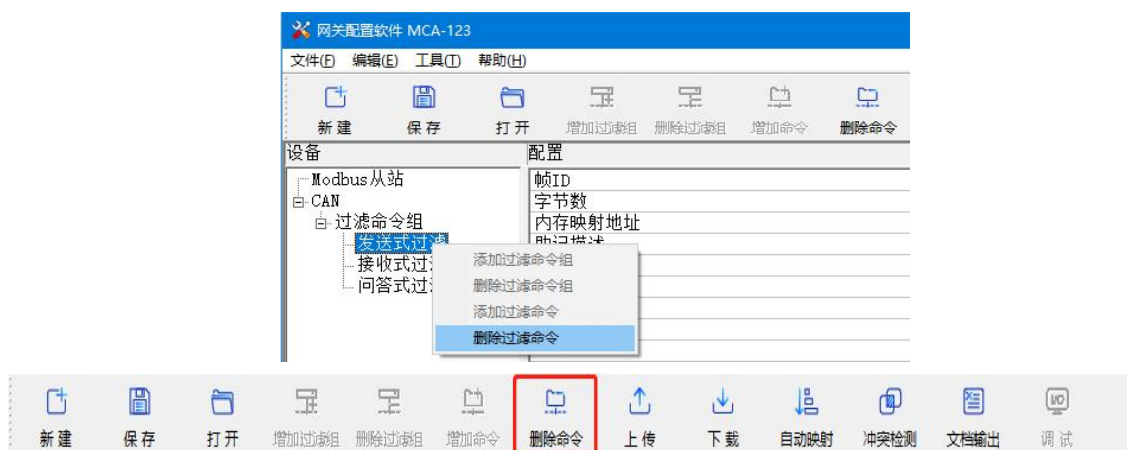 网关配置软件 MCA-123
文件(F) 编辑(E) 工具(T) 帮助(H)
新建 保存 打开 增加过滤组 删除过滤组 增加命令 删除命令
设备 配置
Modbus从站 帧ID
CAN 字节数
过滤命令组 内存映射地址
发送式过滤 助记描述
接收式过 添加过滤命令组
问答式过 删除过滤命令组
添加过滤命令
删除过滤命令
新建 保存 打开 增加过滤组 删除过滤组 增加命令 删除命令 上传 下载 自动映射 冲突检测 文档输出 调试